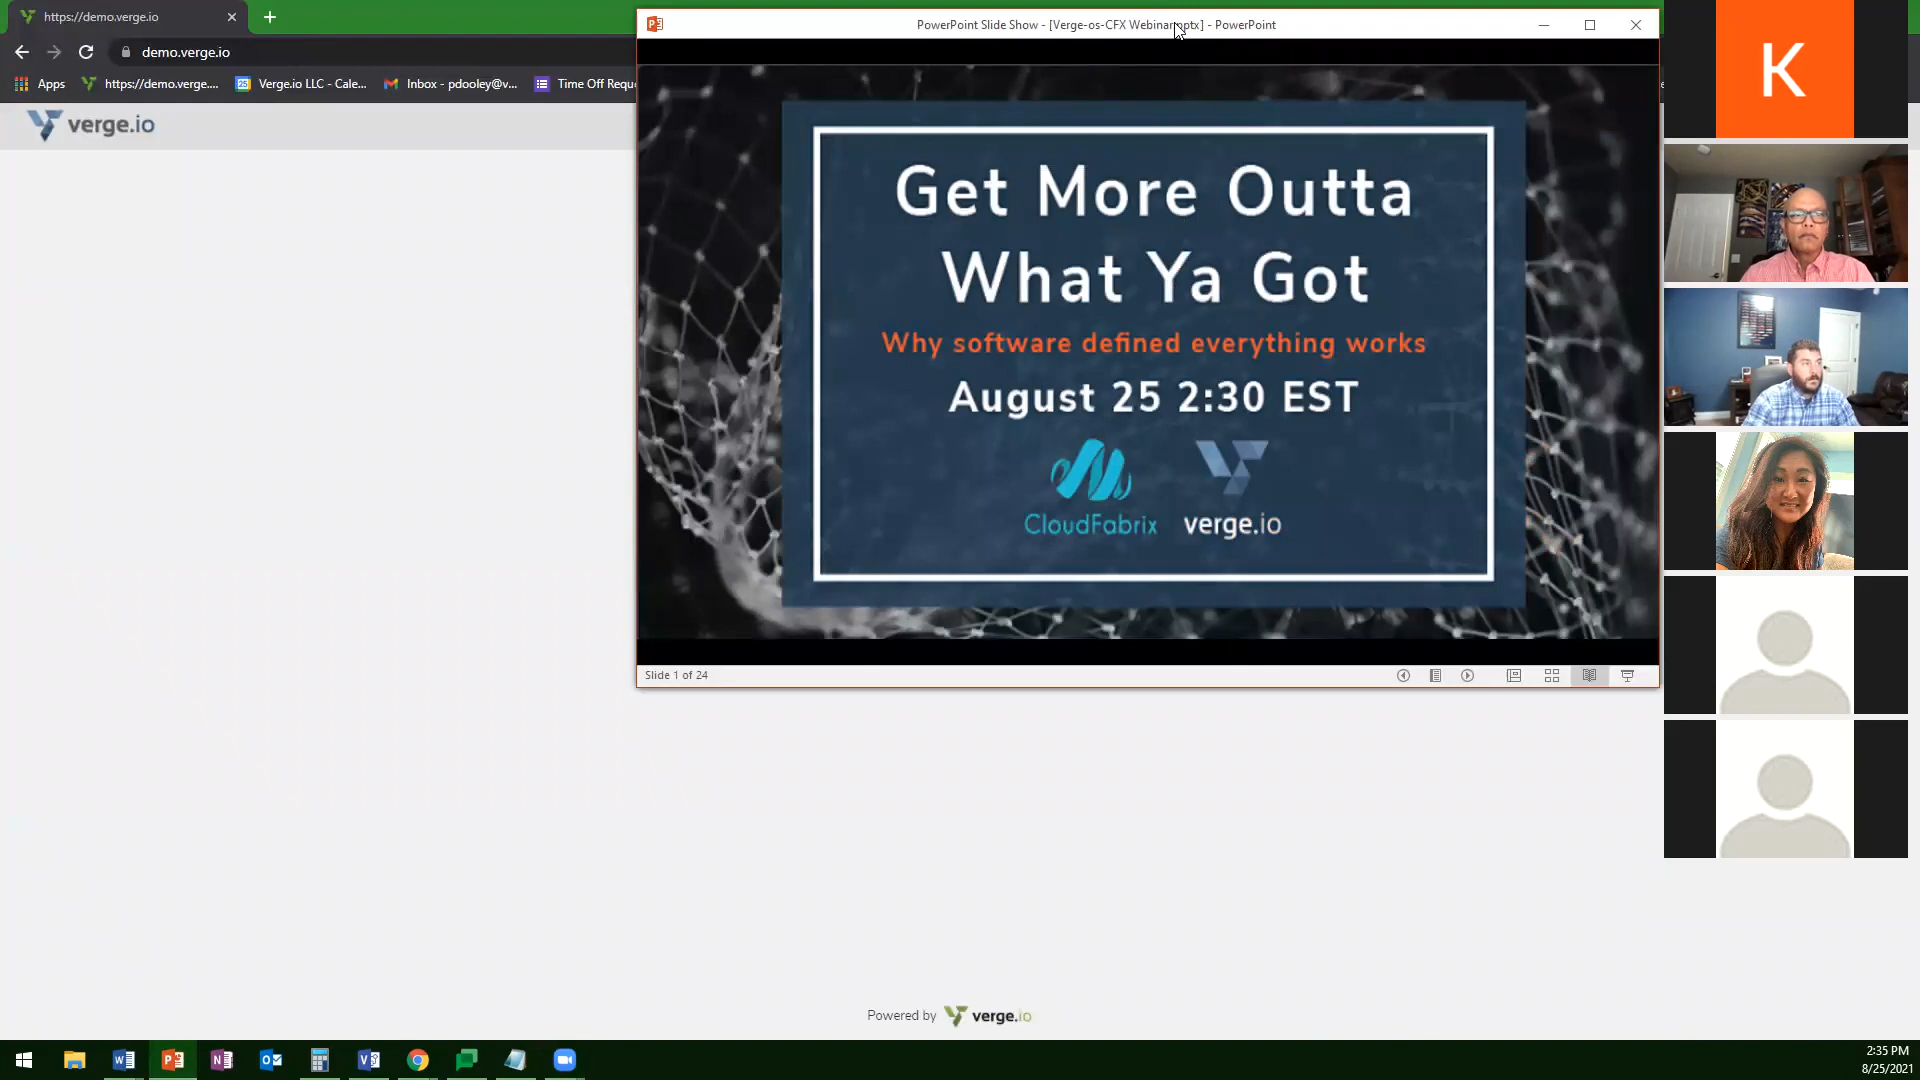 https://demo.verge.io
demo.verge.io
Apps
https://demo.verge....
Verge.io LLC - Cale...
Inbox - pdooley@v...
Time Off Requ
verge.io
PowerPoint Slide Show - [Verge-os-CFX Webinar.pptx] - PowerPoint
Get More Outta
What Ya Got
Why software defined everything works
August 25 2:30 EST
CloudFabrix
verge.io
Slide 1 of 24
K
Powered by verge.io
2:35 PM
8/25/2021